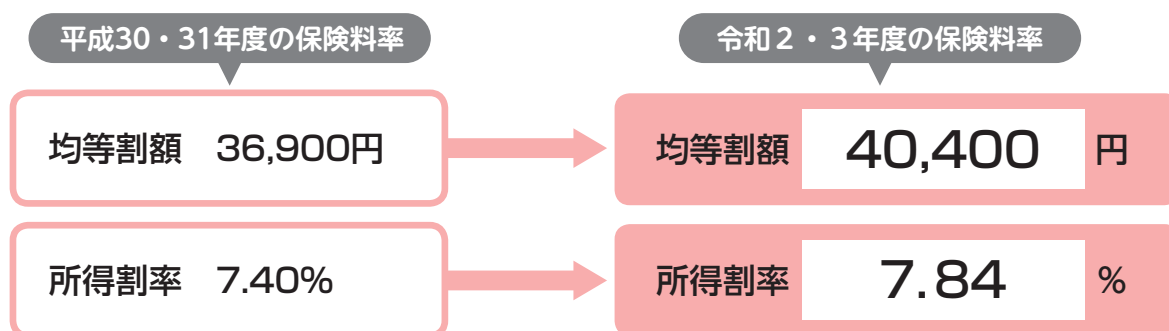 平成30・31年度の保険料率
令和２・３年度の保険料率
均等割額 36,900円
均等割額 40,400 円
所得割率 7.40%
所得割率 7.84 %